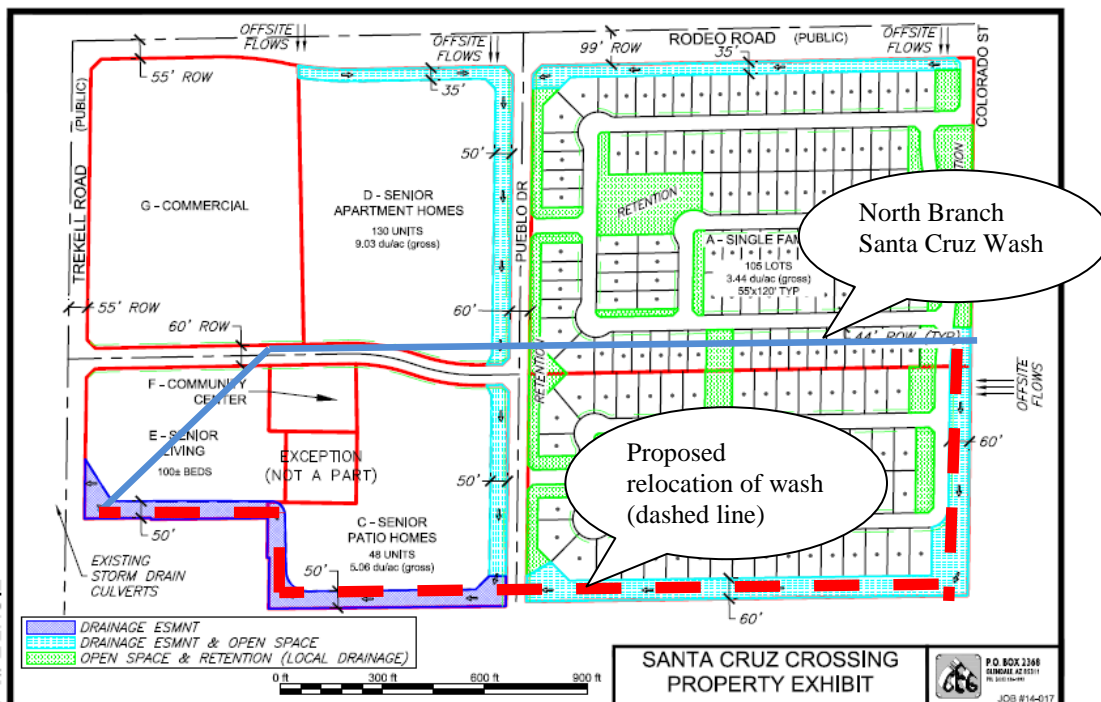 OFFSITE
FLOWS
OFFSITE
FLOWS
99' ROW
RODEO ROAD (PUBLIC)
35'
OFFSITE
FLOWS
COLORADO ST
55' ROW
35'
TREKELL ROAD (PUBLIC)
50'
G - COMMERCIAL
D - SENIOR
APARTMENT HOMES
130 UNITS
9.03 du/ac (gross)
PUEBLO DR
RETENTION
North Branch
Santa Cruz Wash
A - SINGLE FAM
105 LOTS
3.44 du/ac (gross)
55'x120' TYP
55' ROW
60' ROW
60'
44' ROW (TYP)
RETENTION
F - COMMUNITY
CENTER
OFFSITE
FLOWS
E - SENIOR
LIVING
100± BEDS
EXCEPTION
(NOT A PART)
60'
Proposed
relocation of wash
(dashed line)
50'
50'
C - SENIOR
PATIO HOMES
48 UNITS
5.06 du/ac (gross)
EXISTING
STORM DRAIN
CULVERTS
50'
60'
DRAINAGE ESMNT
DRAINAGE ESMNT & OPEN SPACE
OPEN SPACE & RETENTION (LOCAL DRAINAGE)
0 ft 300 600 900 ft
SANTA CRUZ CROSSING
PROPERTY EXHIBIT
P.O. BOX 2368
GLENDALE AZ 85311
JOB #14-017